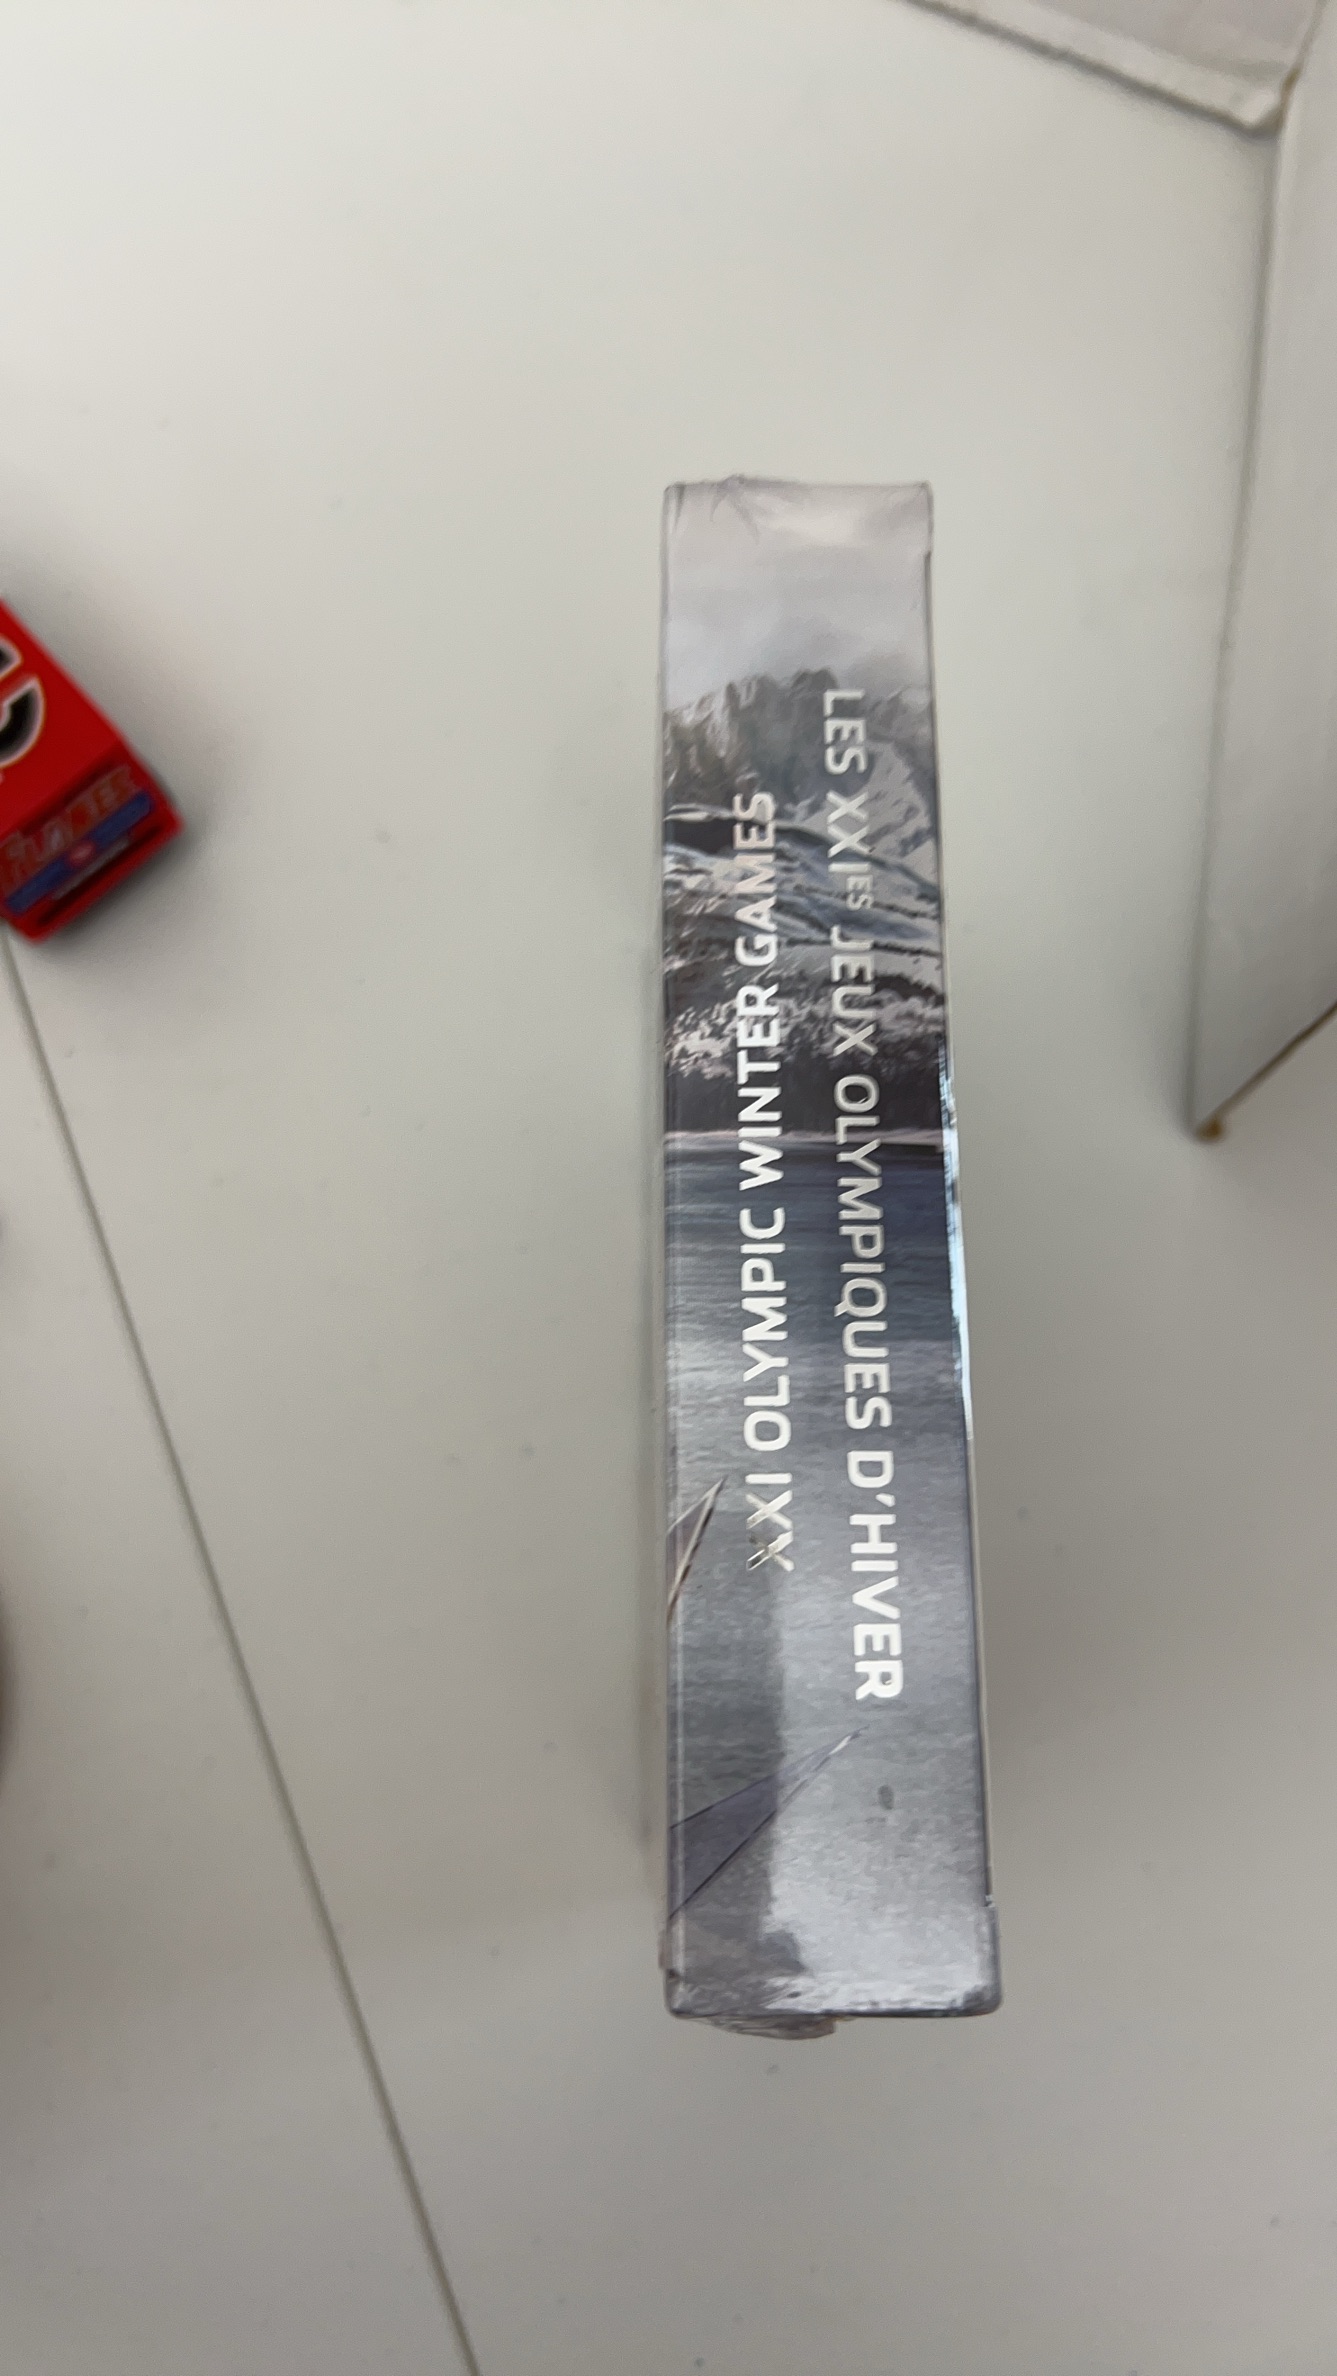 XXI OLYMPIC WINTER GAMES
LES XXIES JEUX OLYMPIQUES D'HIVER